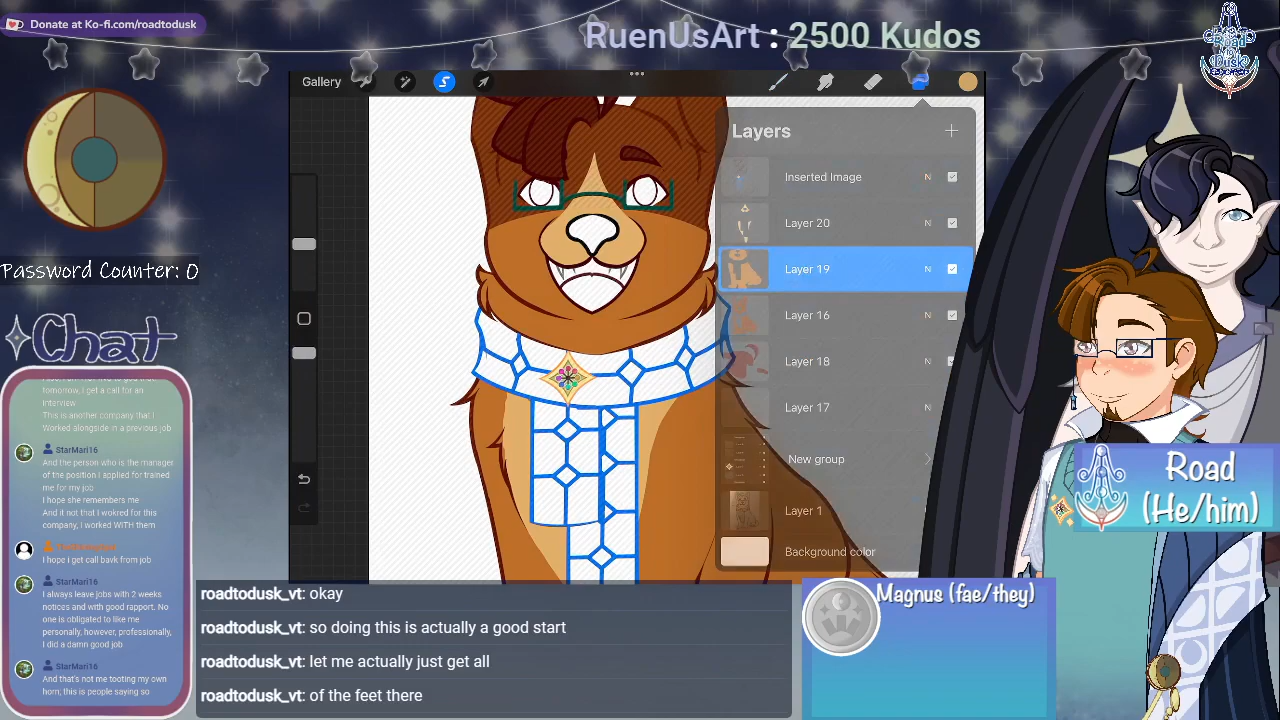 Donate at Ko-fi.com/roadtodusk
RuenUsArt : 2500 Kudos
Road
Dusk
Gallery
Layers
Inserted Image N
Layer 20 N
Layer 19 N
Layer 16 N
Layer 18 N
Layer 17 N
New group
Layer 1
Background color
Password Counter: 0
Chat
tomorrow, I get a call for an
interview
This is another company that I
Worked alongside in a previous job
StarMari16
And the person who is the manager
of the position I applied for trained
me for my job
I hope she remembers me
And it not that I wokred for this
company, I worked WITH them
I hope I get call bavk from job
StarMari16
I always leave jobs with 2 weeks
notices and with good rapport. No
one is obligated to like me
personally, however, professionally,
I did a damn good job
StarMari16
And that's not me tooting my own
horn, this is people saying so
roadtodusk_vt: okay
roadtodusk_vt: so doing this is actually a good start
roadtodusk_vt: let me actually just get all
roadtodusk_vt: of the feet there
Road
(He/him)
Magnus (fae/they)